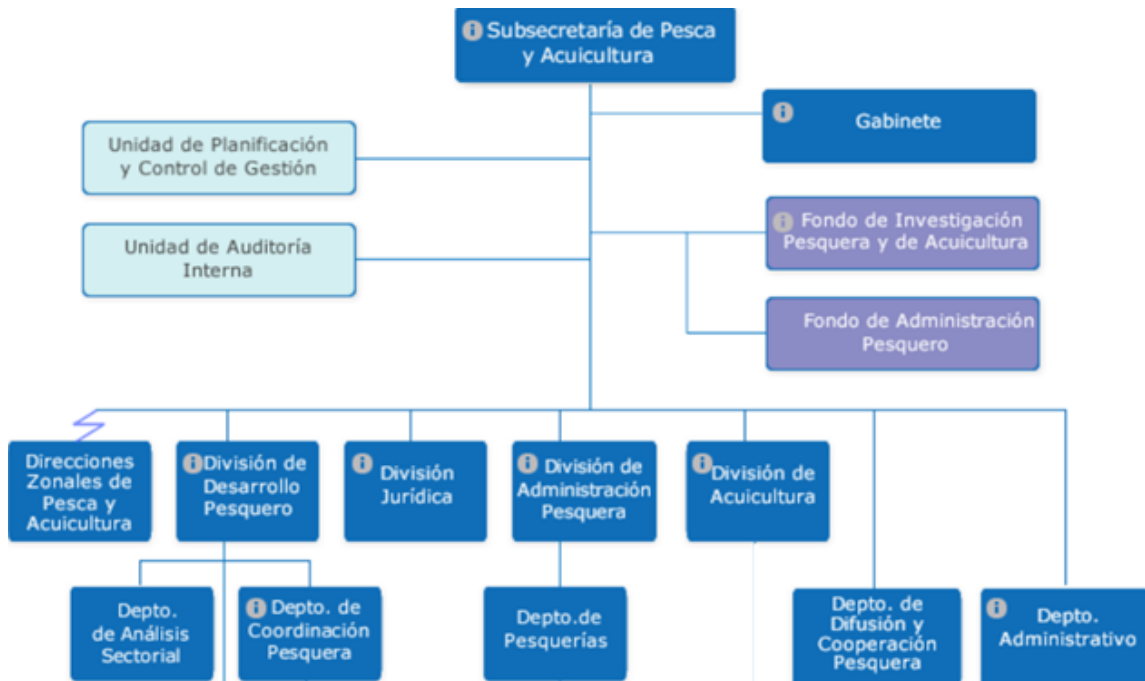 Subsecretaría de Pesca
y Acuicultura
Gabinete
Unidad de Planificación
y Control de Gestión
Fondo de Investigación
Pesquera y de Acuicultura
Unidad de Auditoría
Interna
Fondo de Administración
Pesquero
Direcciones
Zonales de
Pesca y
Acuicultura
División de
Desarrollo
Pesquero
División
Jurídica
División de
Administración
Pesquera
División de
Acuicultura
Depto.
de Análisis
Sectorial
Depto. de
Coordinación
Pesquera
Depto.de
Pesquerías
Depto. de
Difusión y
Cooperación
Pesquera
Depto.
Administrativo